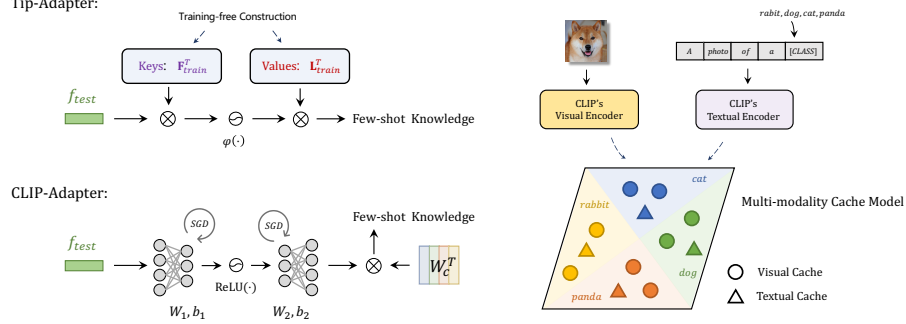 Tip-Adapter:
Training-free Construction
Keys: F^T_train
Values: L^T_train
f_test
φ(·)
Few-shot Knowledge
CLIP-Adapter:
Few-shot Knowledge
SGD
SGD
f_test
ReLU(·)
W_c^T
W_1, b_1
W_2, b_2
rabit, dog, cat, panda
A photo of a [CLASS]
CLIP's
Visual Encoder
CLIP's
Textual Encoder
cat
rabbit
Multi-modality Cache Model
dog
panda
Visual Cache
Textual Cache